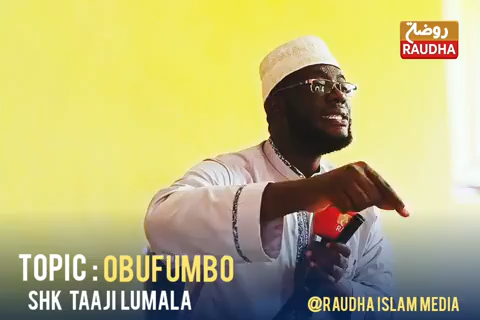 روضة
RAUDHA
TOPIC : OBUFUMBO
SHK TAAJI LUMALA
@RAUDHA ISLAM MEDIA